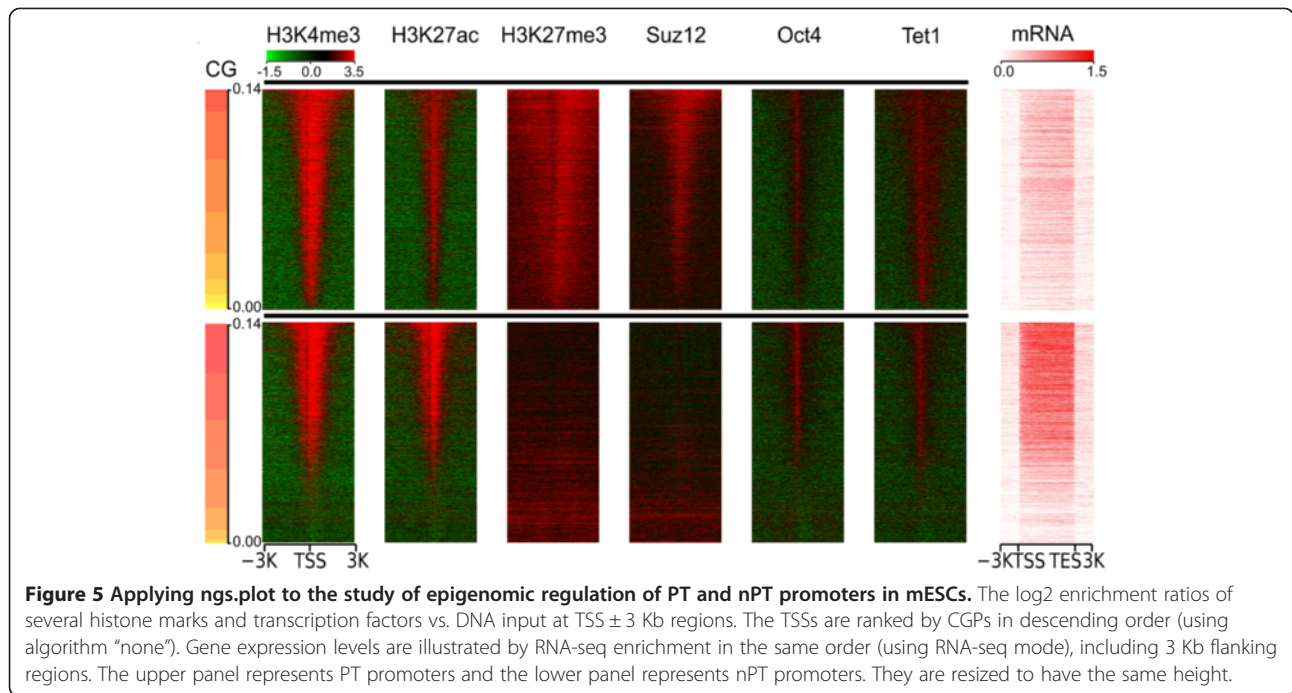 H3K4me3 H3K27ac H3K27me3 Suz12 Oct4 Tet1 mRNA
CG -1.5 0.0 3.5 0.0 1.5
0.14
0.00
0.14
0.00
−3K TSS 3K −3KTSS TES3K
Figure 5 Applying ngs.plot to the study of epigenomic regulation of PT and nPT promoters in mESCs. The log2 enrichment ratios of
several histone marks and transcription factors vs. DNA input at TSS ± 3 Kb regions. The TSSs are ranked by CGPs in descending order (using
algorithm “none”). Gene expression levels are illustrated by RNA-seq enrichment in the same order (using RNA-seq mode), including 3 Kb flanking
regions. The upper panel represents PT promoters and the lower panel represents nPT promoters. They are resized to have the same height.